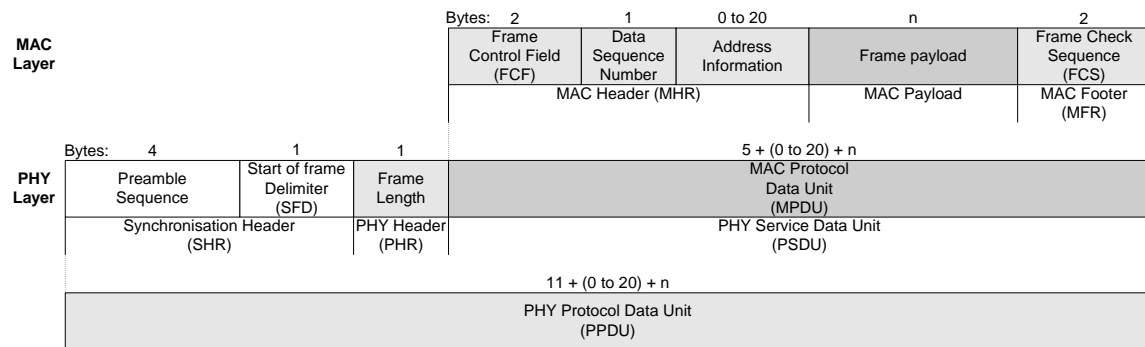 Bytes: 2 1 0 to 20 n 2
MAC
Layer
Frame
Control Field
(FCF)
Data
Sequence
Number
Address
Information
Frame payload
Frame Check
Sequence
(FCS)
MAC Header (MHR)
MAC Payload
MAC Footer
(MFR)
Bytes: 4 1 1 5 + (0 to 20) + n
PHY
Layer
Preamble
Sequence
Start of frame
Delimiter
(SFD)
Frame
Length
MAC Protocol
Data Unit
(MPDU)
Synchronisation Header
(SHR)
PHY Header
(PHR)
PHY Service Data Unit
(PSDU)
11 + (0 to 20) + n
PHY Protocol Data Unit
(PPDU)